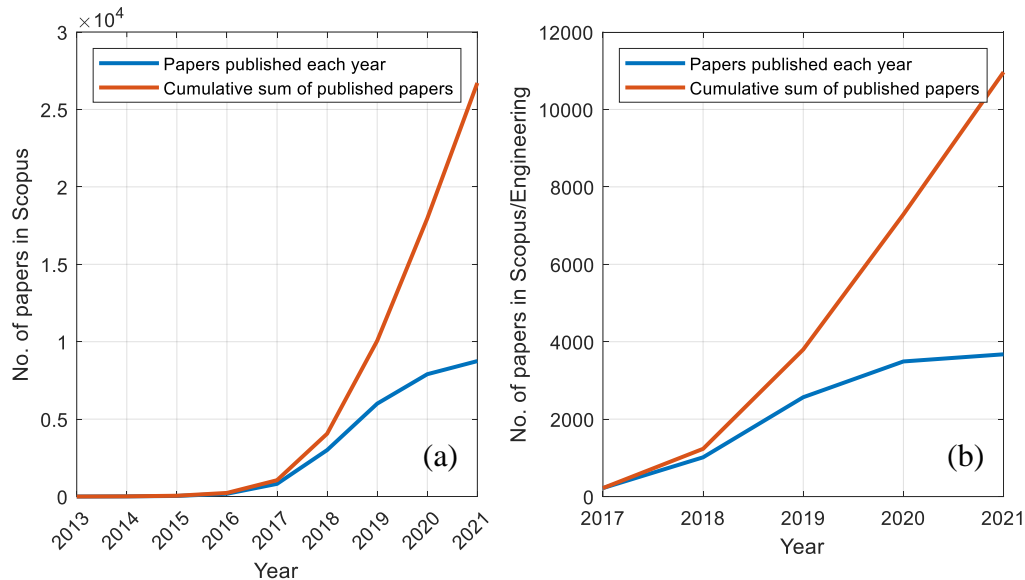 ×10⁴
3
2.5
2
1.5
1
0.5
0
No. of papers in Scopus
Papers published each year
Cumulative sum of published papers
(a)
2013
2014
2015
2016
2017
2018
2019
2020
2021
Year
12000
10000
8000
6000
4000
2000
0
No. of papers in Scopus/Engineering
Papers published each year
Cumulative sum of published papers
(b)
2017
2018
2019
2020
2021
Year